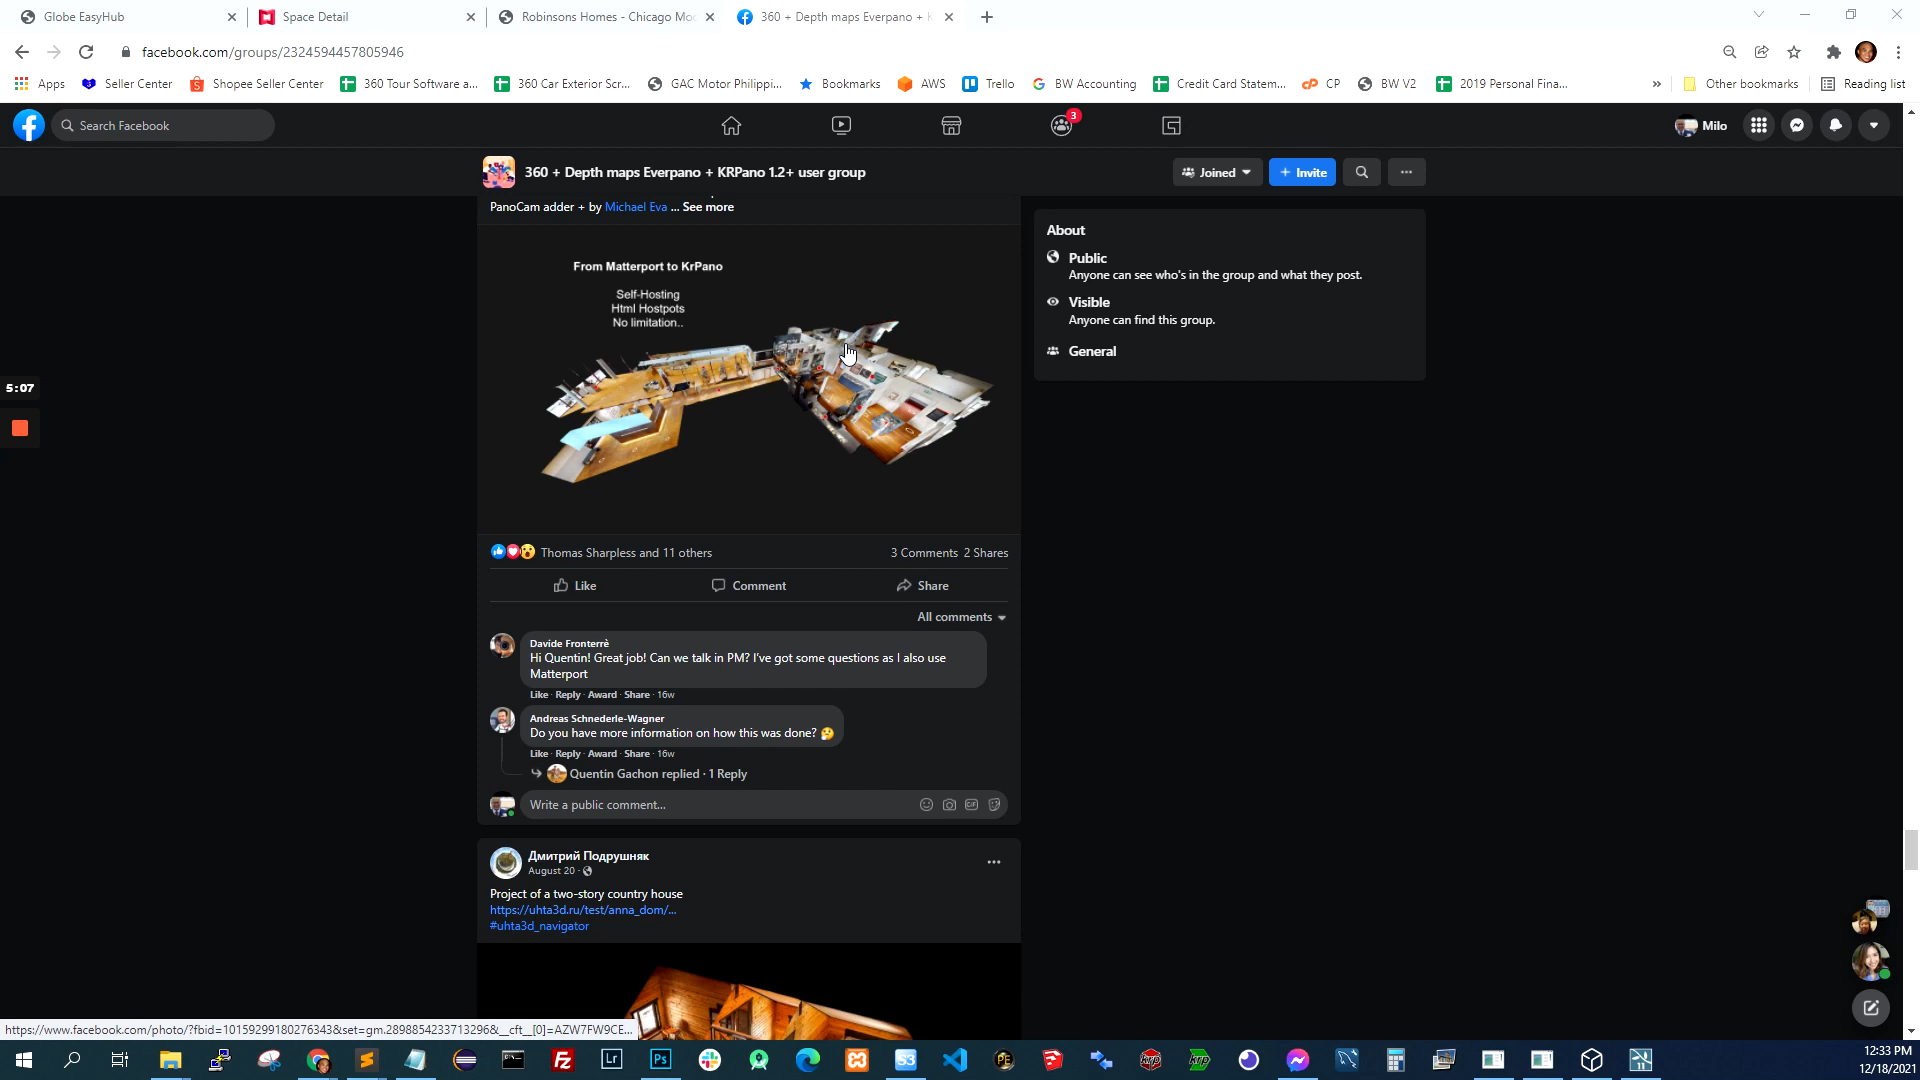 Globe EasyHub
Space Detail
Robinsons Homes - Chicago Moc
360 + Depth maps Everpano + K
facebook.com/groups/2324594457805946
Apps
Seller Center
Shopee Seller Center
360 Tour Software a...
360 Car Exterior Scr...
GAC Motor Philippi...
Bookmarks
AWS
Trello
BW Accounting
Credit Card Statem...
CP
BW V2
2019 Personal Fina...
Other bookmarks
Reading list
Search Facebook
3
Milo
360 + Depth maps Everpano + KRPano 1.2+ user group
Joined
+ Invite
PanoCam adder + by Michael Eva ... See more
From Matterport to KrPano
Self-Hosting
Html Hostpots
No limitation..
About
Public
Anyone can see who's in the group and what they post.
Visible
Anyone can find this group.
General
5:07
Thomas Sharpless and 11 others
3 Comments 2 Shares
Like
Comment
Share
All comments
Davide Fronterrè
Hi Quentin! Great job! Can we talk in PM? I've got some questions as I also use
Matterport
Like · Reply · Award · Share · 16w
Andreas Schnederle-Wagner
Do you have more information on how this was done? 🤔
Like · Reply · Award · Share · 16w
Quentin Gachon replied · 1 Reply
Write a public comment...
GIF
Дмитрий Подрушняк
August 20 ·
Project of a two-story country house
https://uhta3d.ru/test/anna_dom/...
#uhta3d_navigator
https://www.facebook.com/photo/?fbid=10159299180276343&set=gm.2898854233713296&__cft__[0]=AZW7FW9CE...
Lr
Ps
S3
PE
krp
krp
12:33 PM
12/18/2021